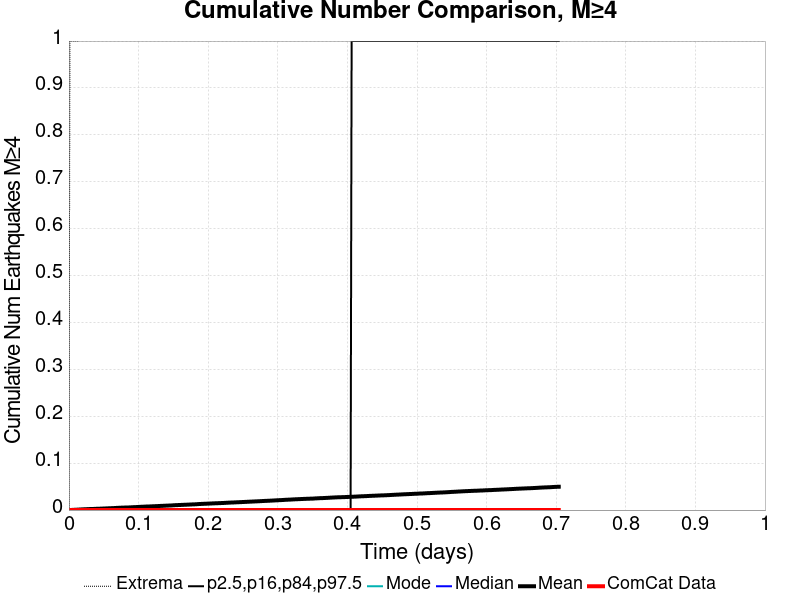 Cumulative Number Comparison, M≥4
Cumulative Num Earthquakes M≥4
1
0.9
0.8
0.7
0.6
0.5
0.4
0.3
0.2
0.1
0
0 0.1 0.2 0.3 0.4 0.5 0.6 0.7 0.8 0.9 1
Time (days)
Extrema p2.5,p16,p84,p97.5 Mode Median Mean ComCat Data